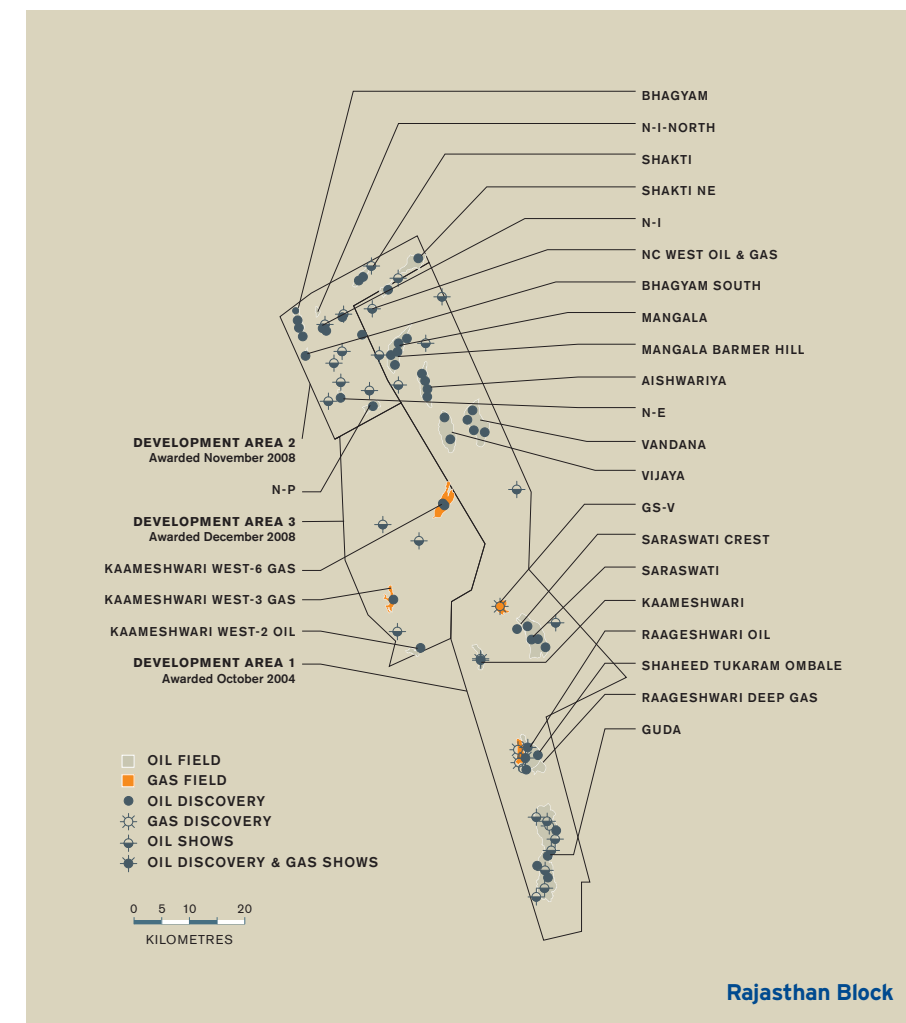 BHAGYAM
N-I-NORTH
SHAKTI
SHAKTI NE
N-I
NC WEST OIL & GAS
BHAGYAM SOUTH
MANGALA
MANGALA BARMER HILL
AISHWARIYA
N-E
VANDANA
VIJAYA
GS-V
SARASWATI CREST
SARASWATI
KAAMESHWARI
RAAGESHWARI OIL
SHAHEED TUKARAM OMBALE
RAAGESHWARI DEEP GAS
GUDA
DEVELOPMENT AREA 2
Awarded November 2008
N-P
DEVELOPMENT AREA 3
Awarded December 2008
KAAMESHWARI WEST-6 GAS
KAAMESHWARI WEST-3 GAS
KAAMESHWARI WEST-2 OIL
DEVELOPMENT AREA 1
Awarded October 2004
OIL FIELD
GAS FIELD
OIL DISCOVERY
GAS DISCOVERY
OIL SHOWS
OIL DISCOVERY & GAS SHOWS
0 5 10 20
KILOMETRES
Rajasthan Block